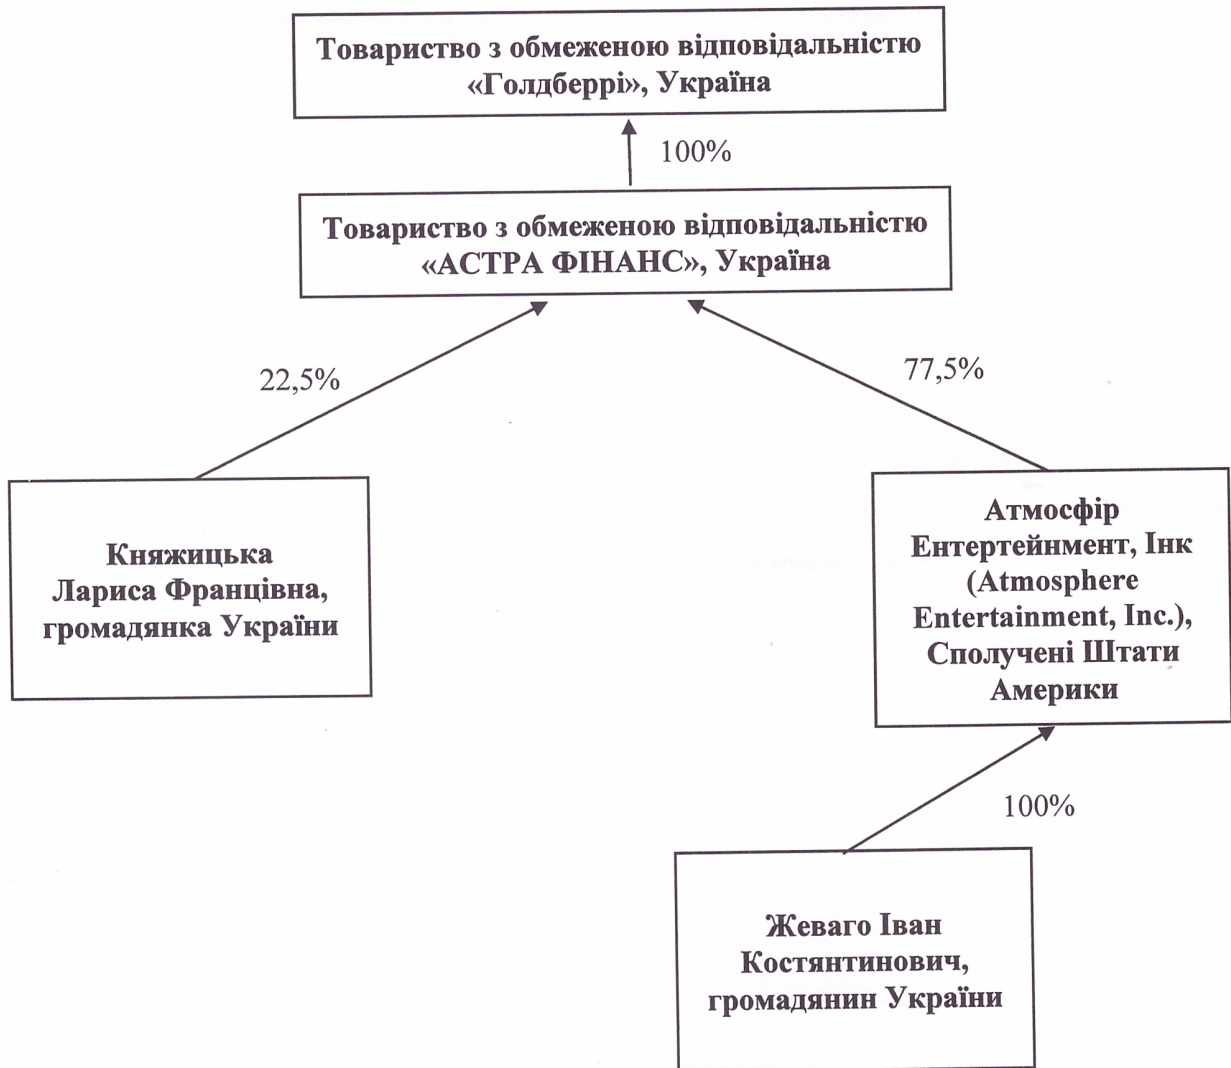 Товариство з обмеженою відповідальністю
«Голдберрі», Україна
100%
Товариство з обмеженою відповідальністю
«АСТРА ФІНАНС», Україна
22,5%
77,5%
Княжицька
Лариса Францівна,
громадянка України
Атмосфір
Ентертейнмент, Інк
(Atmosphere
Entertainment, Inc.),
Сполучені Штати
Америки
100%
Жеваго Іван
Костянтинович,
громадянин України